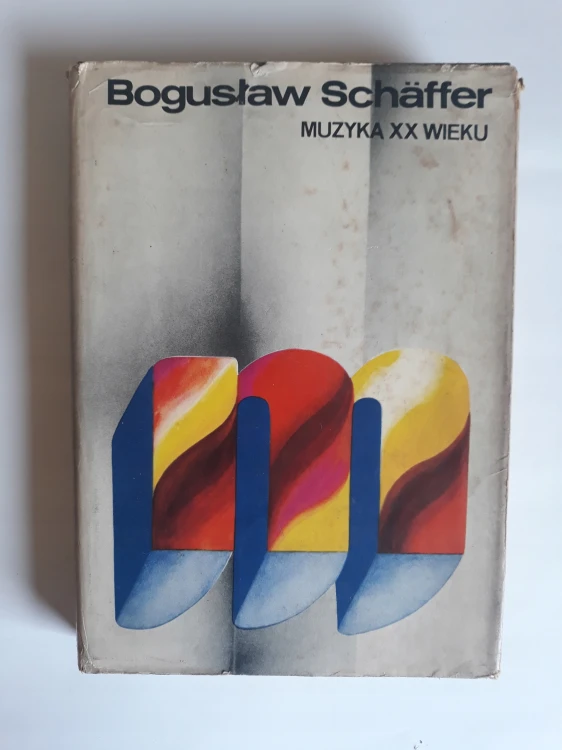 Bogusław Schäffer
MUZYKA XX WIEKU
m